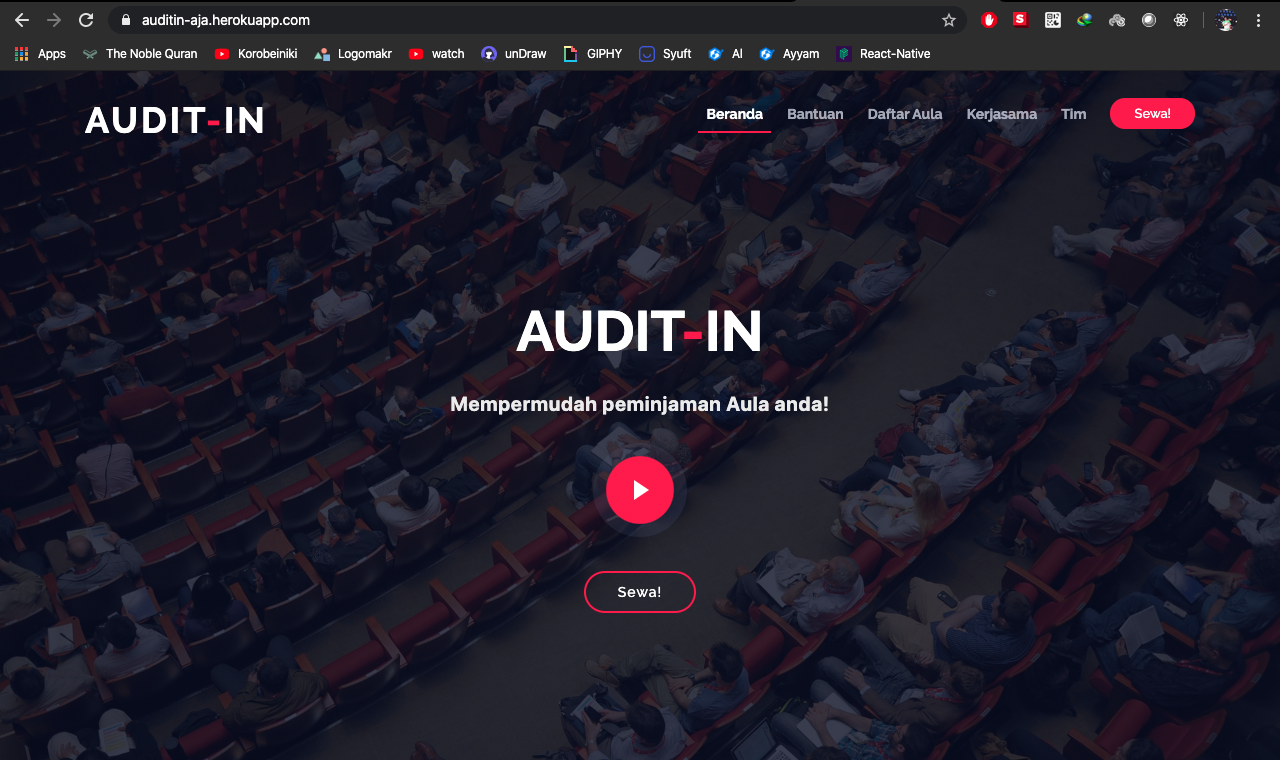 auditin-aja.herokuapp.com
Apps The Noble Quran Korobeiniki Logomakr watch unDraw GIPHY Syuft AI Ayyam React-Native
AUDIT-IN Beranda Bantuan Daftar Aula Kerjasama Tim Sewa!
AUDIT-IN
Mempermudah peminjaman Aula anda!
Sewa!